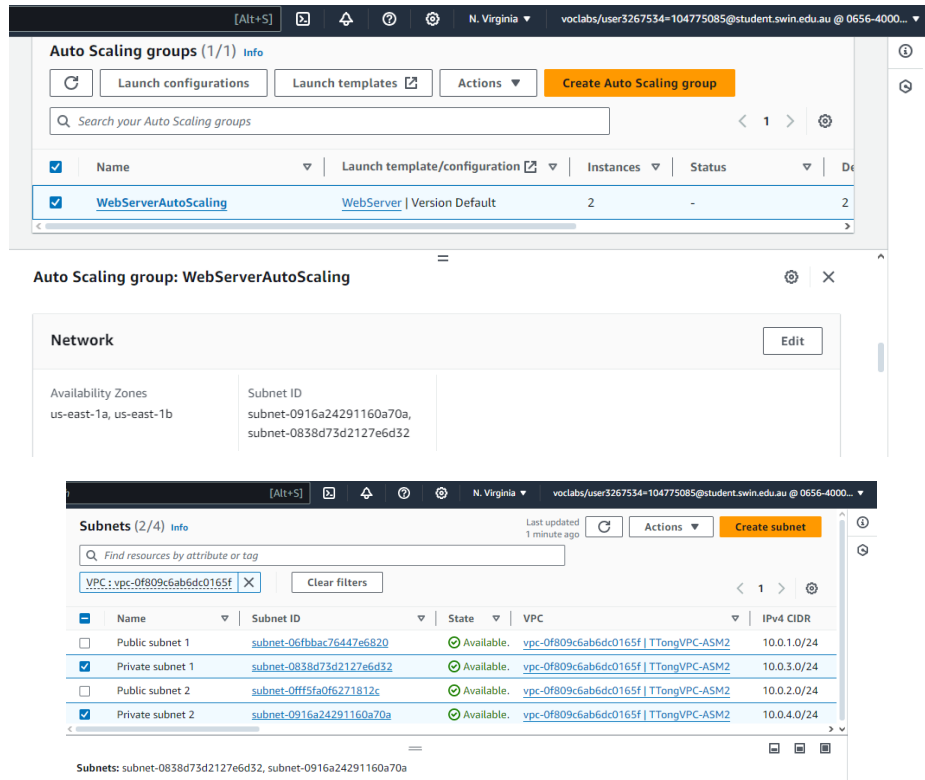 [Alt+S] N. Virginia ▼ voclabs/user3267534=104775085@student.swin.edu.au @ 0656-4000... ▼
Auto Scaling groups (1/1) Info
Launch configurations Launch templates Actions ▼ Create Auto Scaling group
Search your Auto Scaling groups
1
Name Launch template/configuration Instances Status De
WebServerAutoScaling WebServer | Version Default 2 - 2
Auto Scaling group: WebServerAutoScaling
Network Edit
Availability Zones Subnet ID
us-east-1a, us-east-1b subnet-0916a24291160a70a,
subnet-0838d73d2127e6d32
[Alt+S] N. Virginia ▼ voclabs/user3267534=104775085@student.swin.edu.au @ 0656-4000... ▼
Subnets (2/4) Info Last updated
1 minute ago Actions ▼ Create subnet
Find resources by attribute or tag
VPC : vpc-0f809c6ab6dc0165f Clear filters 1
Name Subnet ID State VPC IPv4 CIDR
Public subnet 1 subnet-06fbbac76447e6820 Available. vpc-0f809c6ab6dc0165f | TTongVPC-ASM2 10.0.1.0/24
Private subnet 1 subnet-0838d73d2127e6d32 Available. vpc-0f809c6ab6dc0165f | TTongVPC-ASM2 10.0.3.0/24
Public subnet 2 subnet-0fff5fa0f6271812c Available. vpc-0f809c6ab6dc0165f | TTongVPC-ASM2 10.0.2.0/24
Private subnet 2 subnet-0916a24291160a70a Available. vpc-0f809c6ab6dc0165f | TTongVPC-ASM2 10.0.4.0/24
Subnets: subnet-0838d73d2127e6d32, subnet-0916a24291160a70a